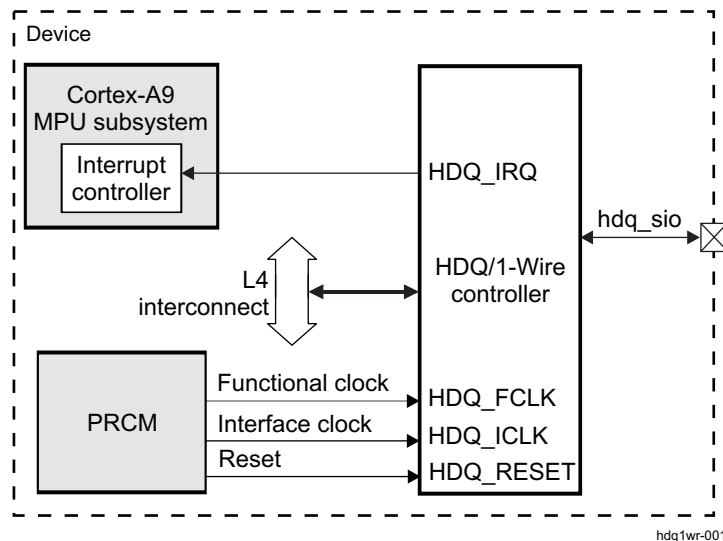 Device
Cortex-A9
MPU subsystem
Interrupt
controller
HDQ_IRQ
hdq_sio
HDQ/1-Wire
controller
L4
interconnect
Functional clock
HDQ_FCLK
PRCM
Interface clock
HDQ_ICLK
Reset
HDQ_RESET
hdq1wr-001